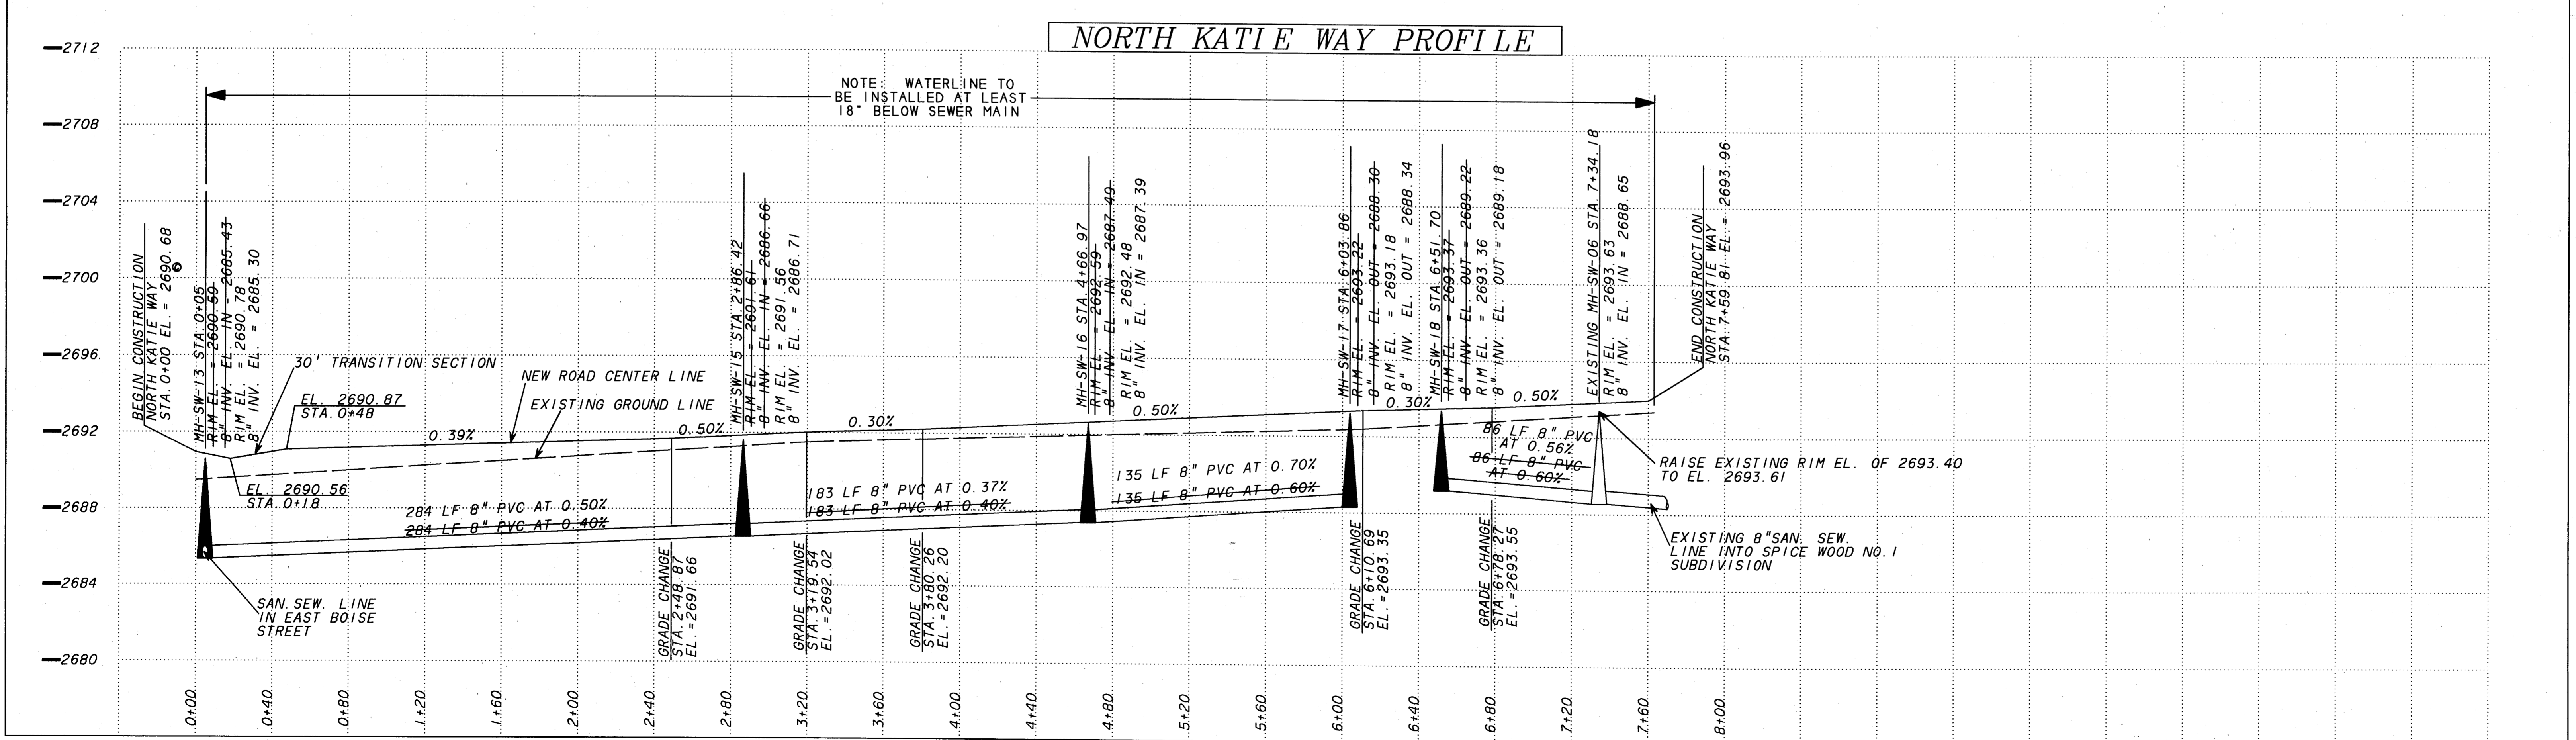 NORTH KATIE WAY PROFILE
2712
2708
2704
2700
2696
2692
2688
2684
2680
NOTE: WATERLINE TO
BE INSTALLED AT LEAST
18" BELOW SEWER MAIN
BEGIN CONSTRUCTION
NORTH KATIE WAY
STA. 0+00 EL. = 2690.68
MH-SW-13 STA. 0+05
RIM EL. = 2690.59
8" INV. EL. IN = 2685.43
RIM EL. = 2690.78
8" INV. EL. = 2685.30
30' TRANSITION SECTION
EL. 2690.87
STA. 0+48
NEW ROAD CENTER LINE
EXISTING GROUND LINE
EL. 2690.56
STA. 0+18
0.39%
0.50%
0.30%
0.50%
0.30%
0.50%
MH-SW-15 STA. 2+86.42
RIM EL. = 2691.61
8" INV. EL. IN = 2686.66
RIM EL. = 2691.56
8" INV. EL. = 2686.71
MH-SW-16 STA. 4+66.97
RIM EL. = 2692.59
8" INV. EL. IN = 2687.49
RIM EL. = 2692.48
8" INV. EL. IN = 2687.39
MH-SW-17 STA. 6+03.86
RIM EL. = 2693.22
8" INV. EL. OUT = 2688.30
RIM EL. = 2693.18
8" INV. EL. OUT = 2688.34
MH-SW-18 STA. 6+51.70
RIM EL. = 2693.37
8" INV. EL. OUT = 2689.22
RIM EL. = 2693.36
8" INV. EL. OUT = 2689.18
EXISTING MH-SW-06 STA. 7+34.18
RIM EL. = 2693.63
8" INV. EL. IN = 2688.65
END CONSTRUCTION
NORTH KATIE WAY
STA. 7+59.81 EL. = 2693.96
284 LF 8" PVC AT 0.50%
284 LF 8" PVC AT 0.40%
183 LF 8" PVC AT 0.37%
183 LF 8" PVC AT 0.40%
135 LF 8" PVC AT 0.70%
135 LF 8" PVC AT 0.60%
86 LF 8" PVC
AT 0.56%
86 LF 8" PVC
AT 0.60%
RAISE EXISTING RIM EL. OF 2693.40
TO EL. 2693.61
EXISTING 8"SAN. SEW.
LINE INTO SPICE WOOD NO.1
SUBDIVISION
SAN. SEW. LINE
IN EAST BOISE
STREET
GRADE CHANGE
STA. 2+48.87
EL.=2691.66
GRADE CHANGE
STA. 3+19.54
EL.=2692.02
GRADE CHANGE
STA. 3+80.26
EL.=2692.20
GRADE CHANGE
STA. 6+10.69
EL.=2693.35
GRADE CHANGE
STA. 6+78.27
EL.=2693.55
0+00
0+40
0+80
1+20
1+60
2+00
2+40
2+80
3+20
3+60
4+00
4+40
4+80
5+20
5+60
6+00
6+40
6+80
7+20
7+60
8+00